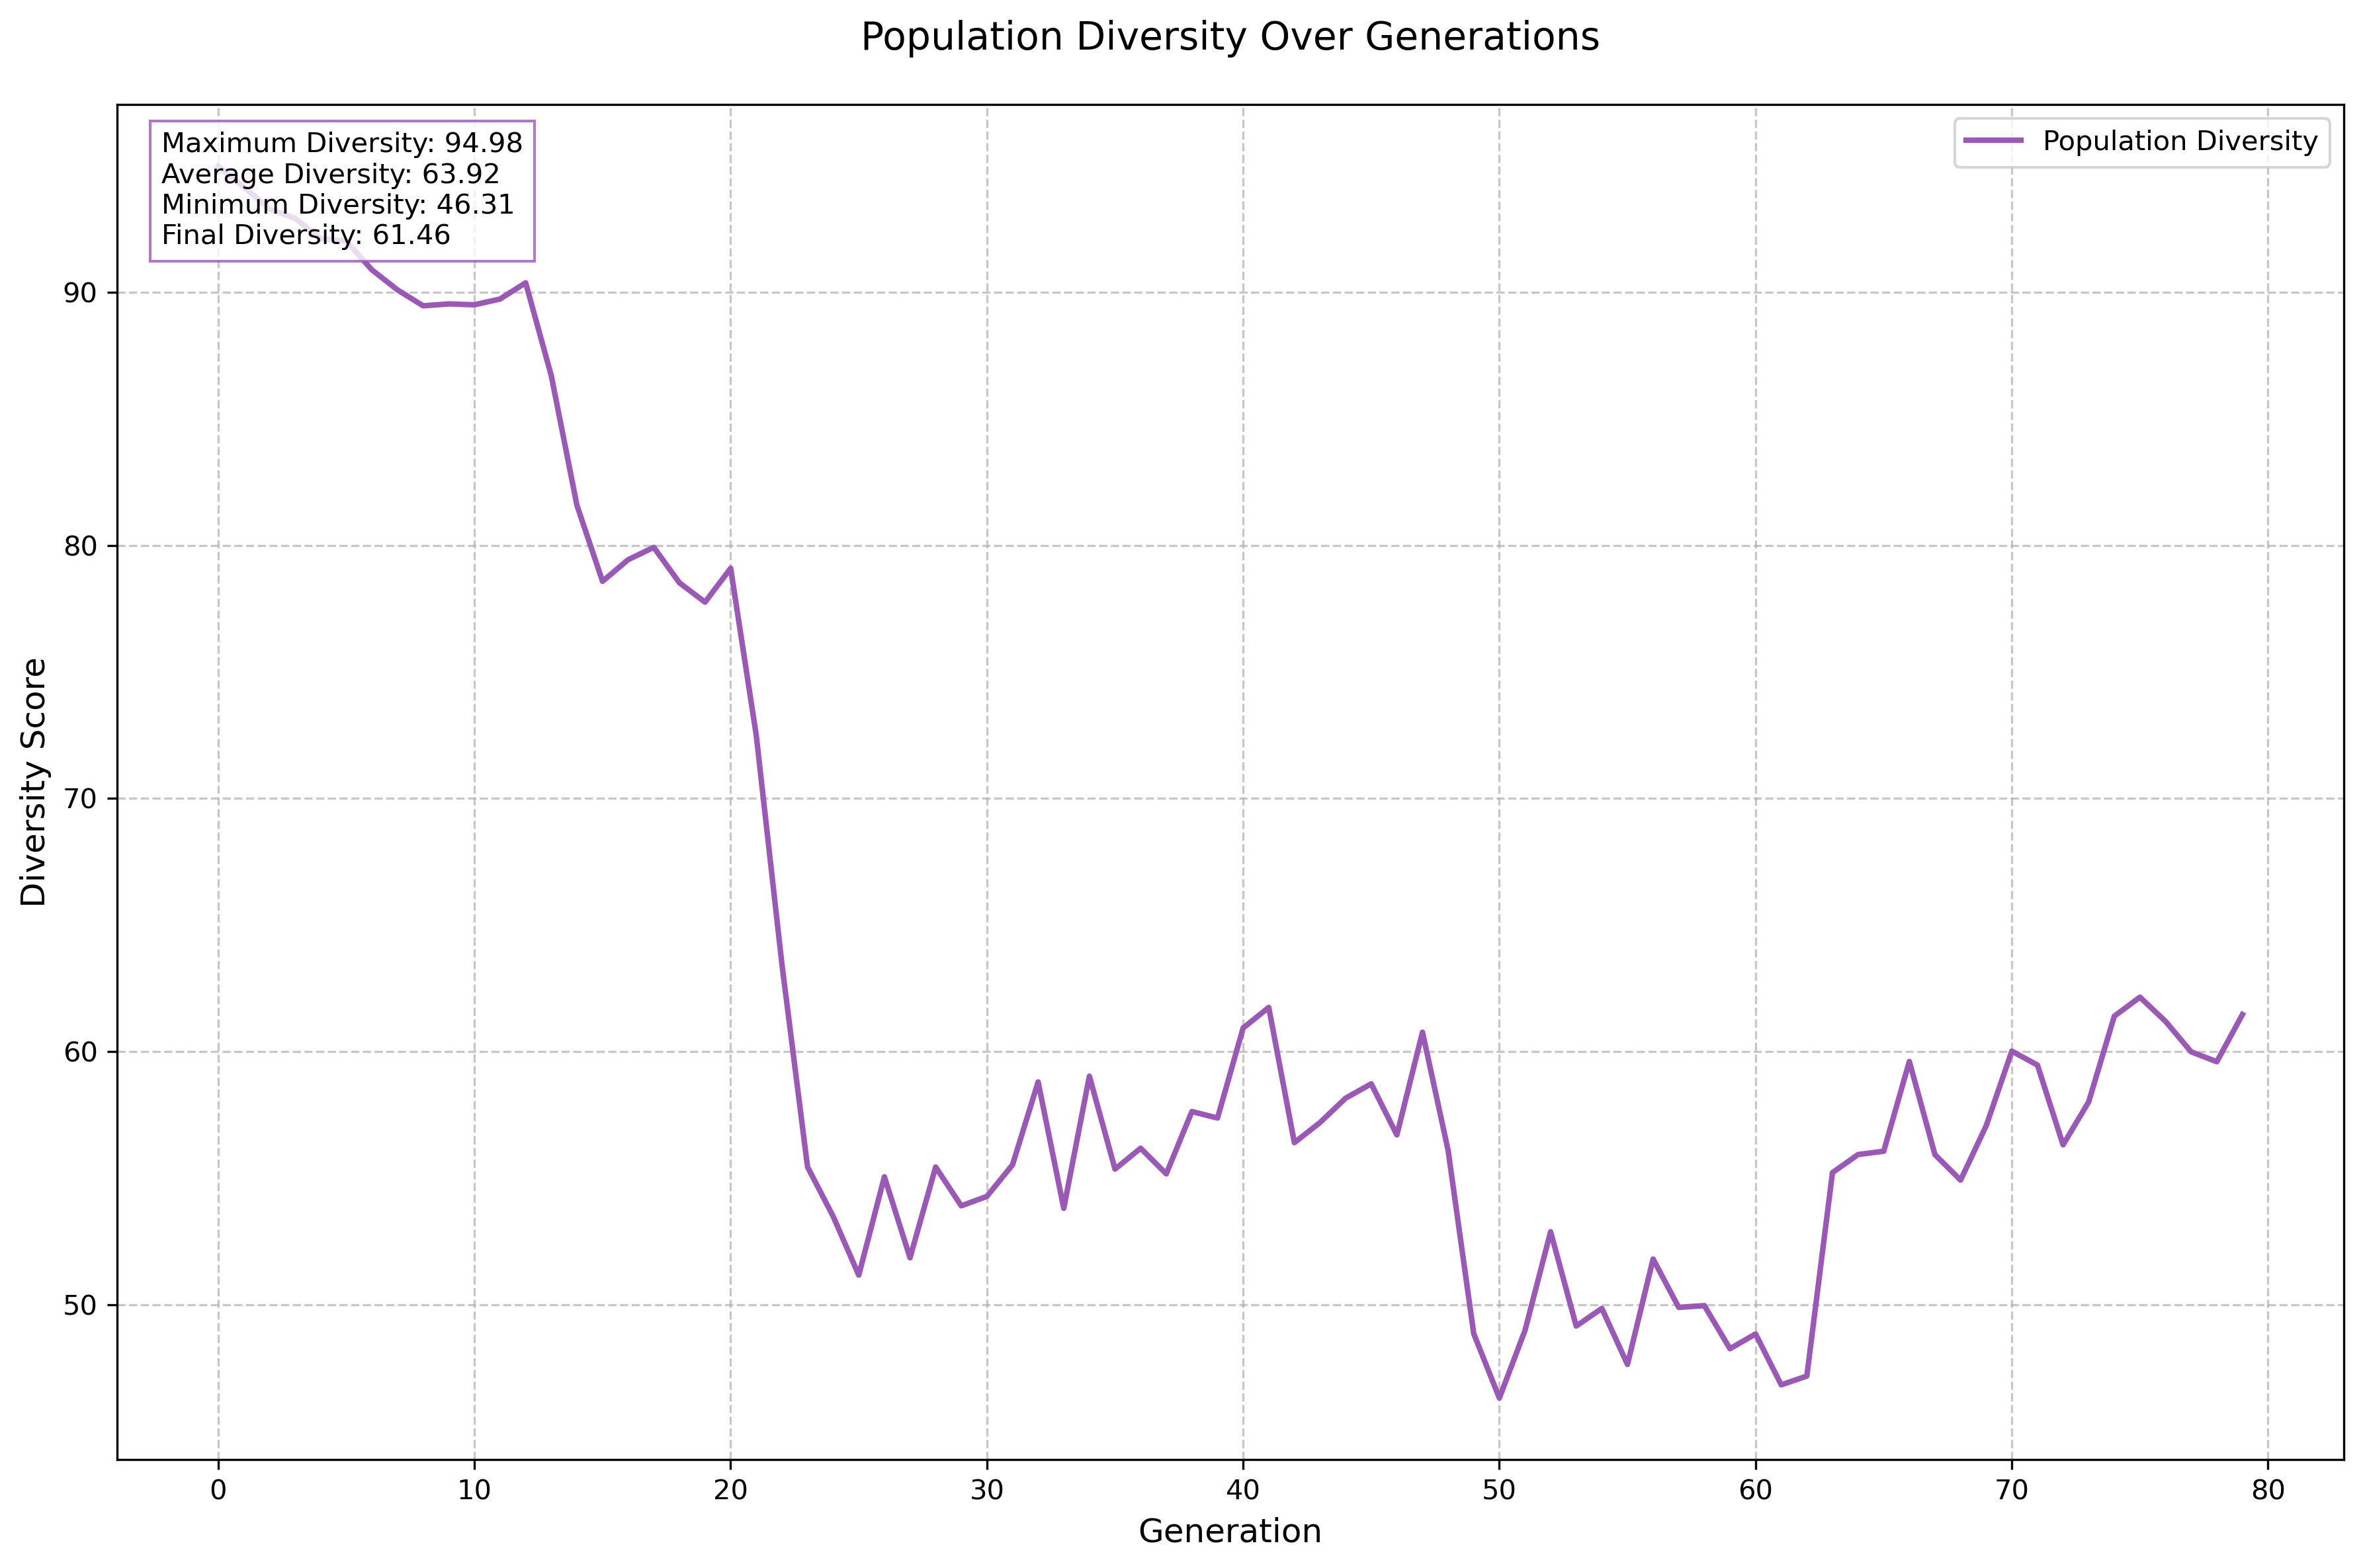 Population Diversity Over Generations
Maximum Diversity: 94.98
Average Diversity: 63.92
Minimum Diversity: 46.31
Final Diversity: 61.46
Population Diversity
90
80
70
60
50
Diversity Score
0 10 20 30 40 50 60 70 80
Generation